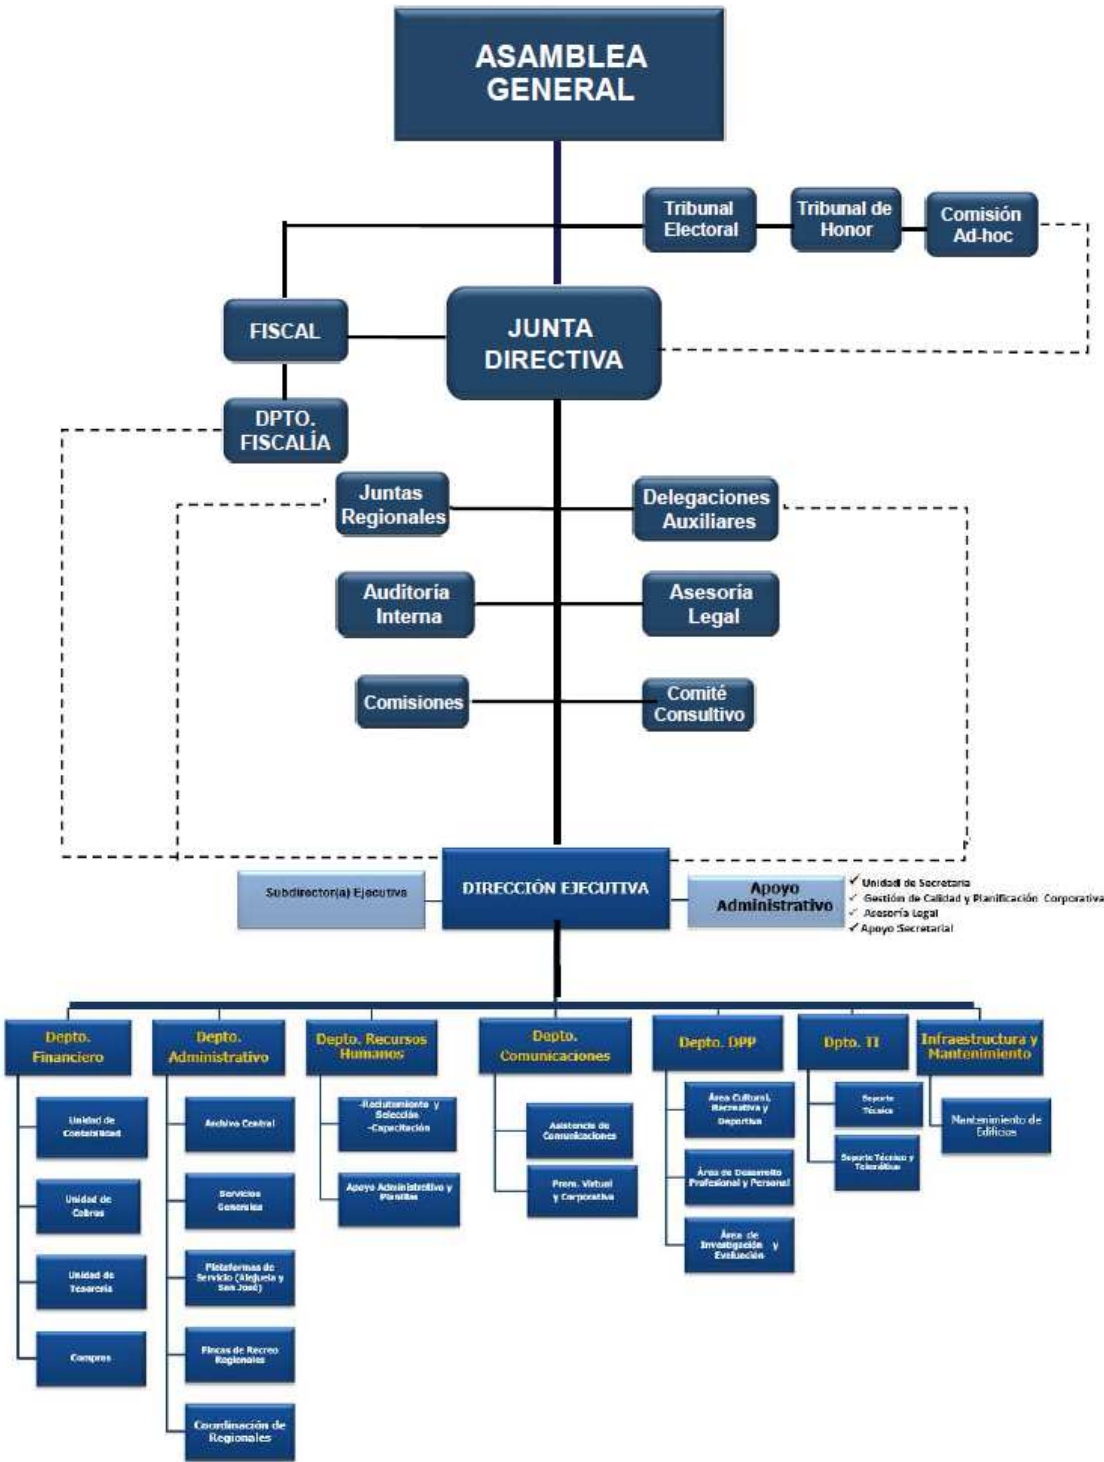 ASAMBLEA
GENERAL
Tribunal
Electoral
Tribunal de
Honor
Comisión
Ad-hoc
FISCAL
JUNTA
DIRECTIVA
DPTO.
FISCALÍA
Juntas
Regionales
Delegaciones
Auxiliares
Auditoría
Interna
Asesoría
Legal
Comisiones
Comité
Consultivo
Subdirector(a) Ejecutiva
DIRECCIÓN EJECUTIVA
Apoyo
Administrativo
✓ Unidad de Secretaria
✓ Gestión de Calidad y Planificación Corporativa
✓ Asesoría Legal
✓ Apoyo Secretarial
Depto.
Financiero
Depto.
Administrativo
Depto. Recursos
Humanos
Depto.
Comunicaciones
Depto. DPP
Dpto. TI
Infraestructura y
Mantenimiento
Unidad de
Contabilidad
Unidad de
Cobros
Unidad de
Tesorería
Compras
Archivo Central
Servicios
Generales
Plataformas de
Servicio (Alajuela y
San José)
Fincas de Recreo
Regionales
Coordinación de
Regionales
-Reclutamiento y
Selección
-Capacitación
Apoyo Administrativo y
Planillas
Asistencia de
Comunicaciones
Prom. Virtual
y Corporativa
Área Cultural,
Recreativa y
Deportiva
Área de Desarrollo
Profesional y Personal
Área de
Investigación y
Evaluación
Soporte
Técnico
Soporte Técnico y
Telemática
Mantenimiento de
Edificios